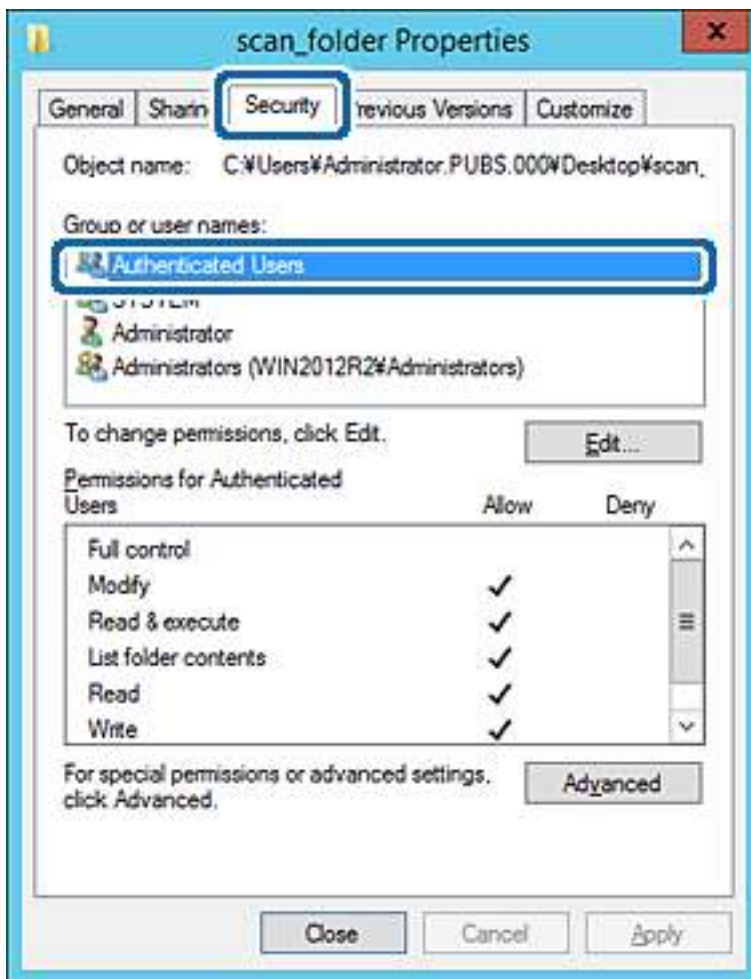 scan_folder Properties
General Security Previous Versions Customize
Object name: C:¥Users¥Administrator.PUBS.000¥Desktop¥scan_
Group or user names:
Authenticated Users
SYSTEM
Administrator
Administrators (WIN2012R2¥Administrators)
To change permissions, click Edit.
Edit...
Permissions for Authenticated
Users Allow Deny
Full control
Modify
Read & execute
List folder contents
Read
Write
For special permissions or advanced settings,
click Advanced.
Advanced
Close Cancel Apply